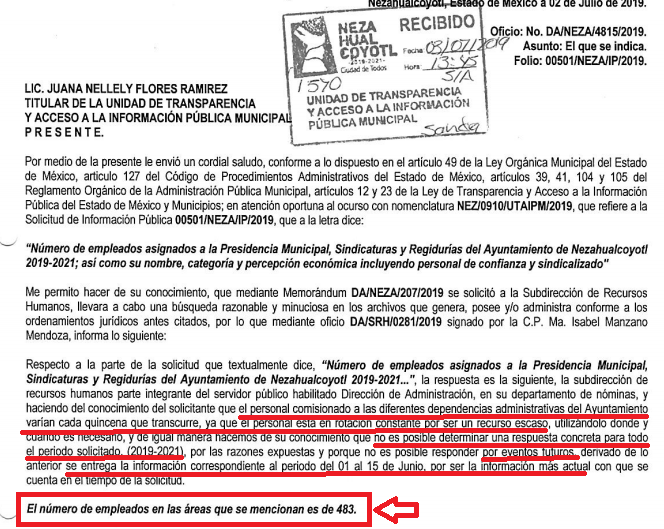 Nezahualcóyotl, Estado de México a 02 de Julio de 2019.
Oficio: No. DA/NEZA/4815/2019.
Asunto: El que se indica.
Folio: 00501/NEZA/IP/2019.
NEZA
HUAL
CÓYOTL
2019-2021
Ciudad de Todos
RECIBIDO
Fecha 03/07/2019
Hora: 13:45
S/A
1570
UNIDAD DE TRANSPARENCIA
Y ACCESO A LA INFORMACIÓN
PÚBLICA MUNICIPAL
Sandra
LIC. JUANA NELLELY FLORES RAMIREZ
TITULAR DE LA UNIDAD DE TRANSPARENCIA
Y ACCESO A LA INFORMACIÓN PÚBLICA MUNICIPAL
P R E S E N T E.
Por medio de la presente le envió un cordial saludo, conforme a lo dispuesto en el artículo 49 de la Ley Orgánica Municipal del Estado
de México, articulo 127 del Código de Procedimientos Administrativos del Estado de México, artículos 39, 41, 104 y 105 del
Reglamento Orgánico de la Administración Pública Municipal, artículos 12 y 23 de la Ley de Transparencia y Acceso a la Información
Pública del Estado de México y Municipios; en atención oportuna al ocurso con nomenclatura NEZ/0910/UTAIPM/2019, que refiere a la
Solicitud de Información Pública 00501/NEZA/IP/2019, que a la letra dice:
“Número de empleados asignados a la Presidencia Municipal, Sindicaturas y Regidurías del Ayuntamiento de Nezahualcoyotl
2019-2021; así como su nombre, categoría y percepción económica incluyendo personal de confianza y sindicalizado"
Me permito hacer de su conocimiento, que mediante Memorándum DA/NEZA/207/2019 se solicitó a la Subdirección de Recursos
Humanos, llevara a cabo una búsqueda razonable y minuciosa en los archivos que genera, posee y/o administra conforme a los
ordenamientos jurídicos antes citados, por lo que mediante oficio DA/SRH/0281/2019 signado por la C.P. Ma. Isabel Manzano
Mendoza, informa lo siguiente:
Respecto a la parte de la solicitud que textualmente dice, “Número de empleados asignados a la Presidencia Municipal,
Sindicaturas y Regidurías del Ayuntamiento de Nezahualcoyotl 2019-2021...”, la respuesta es la siguiente, la subdirección de
recursos humanos parte integrante del servidor público habilitado Dirección de Administración, en su departamento de nóminas, y
haciendo del conocimiento del solicitante que el personal comisionado a las diferentes dependencias administrativas del Ayuntamiento
varían cada quincena que transcurre, ya que el personal está en rotación constante por ser un recurso escaso, utilizándolo donde y
cuando es necesario, y de igual manera hacemos de su conocimiento que no es posible determinar una respuesta concreta para todo
el periodo solicitado, (2019-2021), por las razones expuestas y porque no es posible responder por eventos futuros, derivado de lo
anterior se entrega la información correspondiente al periodo del 01 al 15 de Junio, por ser la información más actual con que se
cuenta en el tiempo de la solicitud.
El número de empleados en las áreas que se mencionan es de 483.